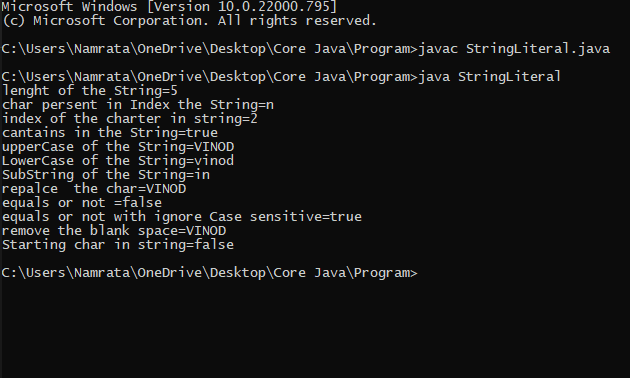 Microsoft Windows [Version 10.0.22000.795]
(c) Microsoft Corporation. All rights reserved.
C:\Users\Namrata\OneDrive\Desktop\Core Java\Program>javac StringLiteral.java
C:\Users\Namrata\OneDrive\Desktop\Core Java\Program>java StringLiteral
lenght of the String=5
char persent in Index the String=n
index of the charter in string=2
cantains in the String=true
upperCase of the String=VINOD
LowerCase of the String=vinod
SubString of the String=in
repalce  the char=VINOD
equals or not =false
equals or not with ignore Case sensitive=true
remove the blank space=VINOD
Starting char in string=false
C:\Users\Namrata\OneDrive\Desktop\Core Java\Program>